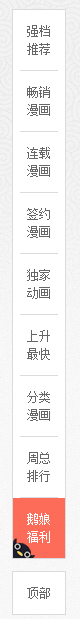 强档
推荐
畅销
漫画
连载
漫画
签约
漫画
独家
动画
上升
最快
分类
漫画
周总
排行
鹅娘
福利
顶部